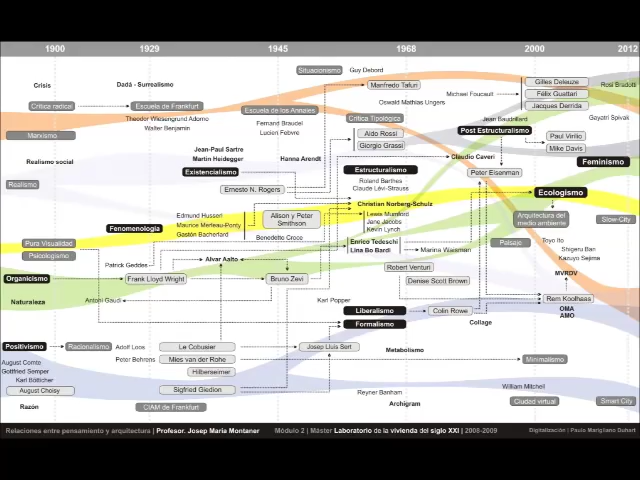 1900 1929 1945 1968 2000 2012
Situacionismo Guy Debord
Crisis Dadá - Surrealismo Manfredo Tafuri Gilles Deleuze Rosi Braidotti
Michael Foucault Félix Guattari
Crítica radical Escuela de Frankfurt Oswald Mathias Ungers Jacques Derrida
Escuela de los Annales
Theodor Wiesengrund Adorno Fernand Braudel Crítica Tipológica Jean Baudrillard Gayatri Spivak
Walter Benjamin Lucien Febvre Post Estructuralismo
Marxismo Aldo Rossi Paul Virilio
Jean-Paul Sartre Giorgio Grassi Mike Davis
Realismo social Martin Heidegger Hanna Arendt Claudio Caveri Feminismo
Existencialismo Estructuralismo Peter Eisenman
Realismo Ernesto N. Rogers Roland Barthes
Claude Lévi-Strauss Ecologismo
Christian Norberg-Schulz
Edmund Husserl Alison y Peter Smithson Lewis Mumford Arquitectura del medio ambiente Slow-City
Maurice Merleau-Ponty Jane Jacobs
Fenomenologia Gastón Bachelard Kevin Lynch
Benedetto Croce
Puro Visualidad Enrico Tedeschi Paisaje Toyo Ito
Psicologismo Lina Bo Bardi Marina Waisman Shigeru Ban
Patrick Geddes Alvar Aalto Kazuyo Sejima
Robert Venturi
Organicismo Frank Lloyd Wright Bruno Zevi Denise Scott Brown MVRDV
Naturaleza Antoni Gaudi Karl Popper Rem Koolhaas
Liberalismo Colin Rowe OMA
Formalismo Collage AMO
Positivismo Racionalismo Adolf Loos Le Cobusier Josep Lluis Sert Metabolismo
August Comte Peter Behrens Mies van der Rohe Minimalismo
Gottfried Semper Hilberseimer
Karl Bötticher
August Choisy Sigfried Giedion Reyner Banham William Mitchell
Razón CIAM de Frankfurt Archigram Ciudad virtual Smart City
Relaciones entre pensamiento y arquitectura | Profesor. Josep Maria Montaner Módulo 2 | Máster Laboratorio de la vivienda del siglo XXI | 2008-2009 Digitalización | Paula Marigliano Duhart